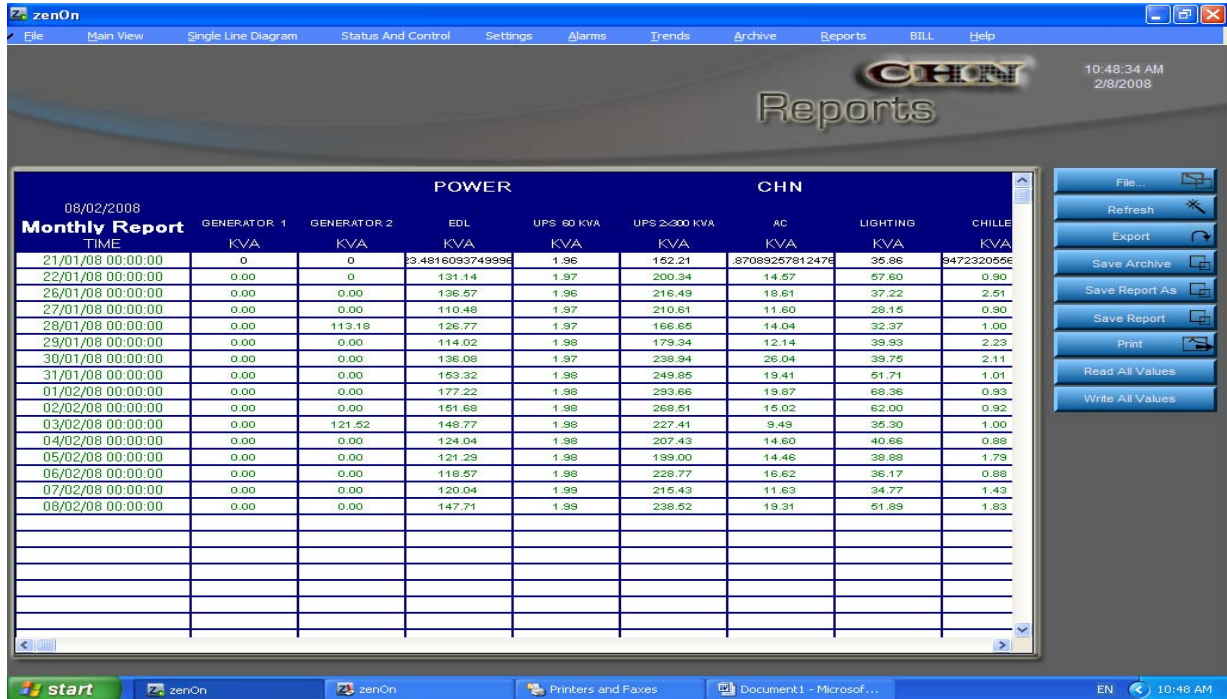 zenOn
File Main View Single Line Diagram Status And Control Settings Alarms Trends Archive Reports BILL Help
CHN
Reports
10:48:34 AM
2/8/2008
POWER CHN
08/02/2008
Monthly Report GENERATOR 1 GENERATOR 2 EDL UPS 60 KVA UPS 2x300 KVA AC LIGHTING CHILLE
TIME KVA KVA KVA KVA KVA KVA KVA KVA
21/01/08 00:00:00 0 0 23.4816093749996 1.96 152.21 .87089257812476 35.86 9472320556
22/01/08 00:00:00 0.00 0 131.14 1.97 200.34 14.57 57.60 0.90
26/01/08 00:00:00 0.00 0.00 136.57 1.96 216.49 18.61 37.22 2.51
27/01/08 00:00:00 0.00 0.00 110.48 1.97 210.61 11.60 28.15 0.90
28/01/08 00:00:00 0.00 113.18 126.77 1.97 166.65 14.04 32.37 1.00
29/01/08 00:00:00 0.00 0.00 114.02 1.98 179.34 12.14 39.93 2.23
30/01/08 00:00:00 0.00 0.00 136.08 1.97 238.94 26.04 39.75 2.11
31/01/08 00:00:00 0.00 0.00 153.32 1.98 249.85 19.41 51.71 1.01
01/02/08 00:00:00 0.00 0.00 177.22 1.98 293.66 19.87 68.36 0.93
02/02/08 00:00:00 0.00 0.00 151.68 1.98 268.51 15.02 62.00 0.92
03/02/08 00:00:00 0.00 121.52 148.77 1.98 227.41 9.49 35.30 1.00
04/02/08 00:00:00 0.00 0.00 124.04 1.98 207.43 14.60 40.66 0.88
05/02/08 00:00:00 0.00 0.00 121.29 1.98 199.00 14.46 38.88 1.79
06/02/08 00:00:00 0.00 0.00 118.57 1.98 228.77 16.62 36.17 0.88
07/02/08 00:00:00 0.00 0.00 120.04 1.99 215.43 11.63 34.77 1.43
08/02/08 00:00:00 0.00 0.00 147.71 1.99 238.52 19.31 51.89 1.83
File...
Refresh
Export
Save Archive
Save Report As
Save Report
Print
Read All Values
Write All Values
start zenOn zenOn Printers and Faxes Document1 - Microsof... EN 10:48 AM